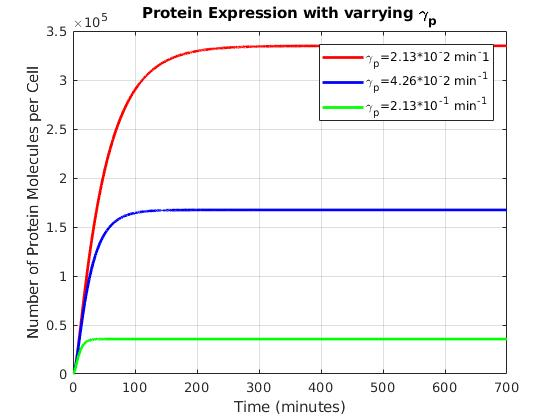 Protein Expression with varrying γp
×10^5
3.5
3
2.5
2
1.5
1
0.5
0
Number of Protein Molecules per Cell
γp=2.13*10^-2 min^-1
γp=4.26*10^-2 min^-1
γp=2.13*10^-1 min^-1
0 100 200 300 400 500 600 700
Time (minutes)